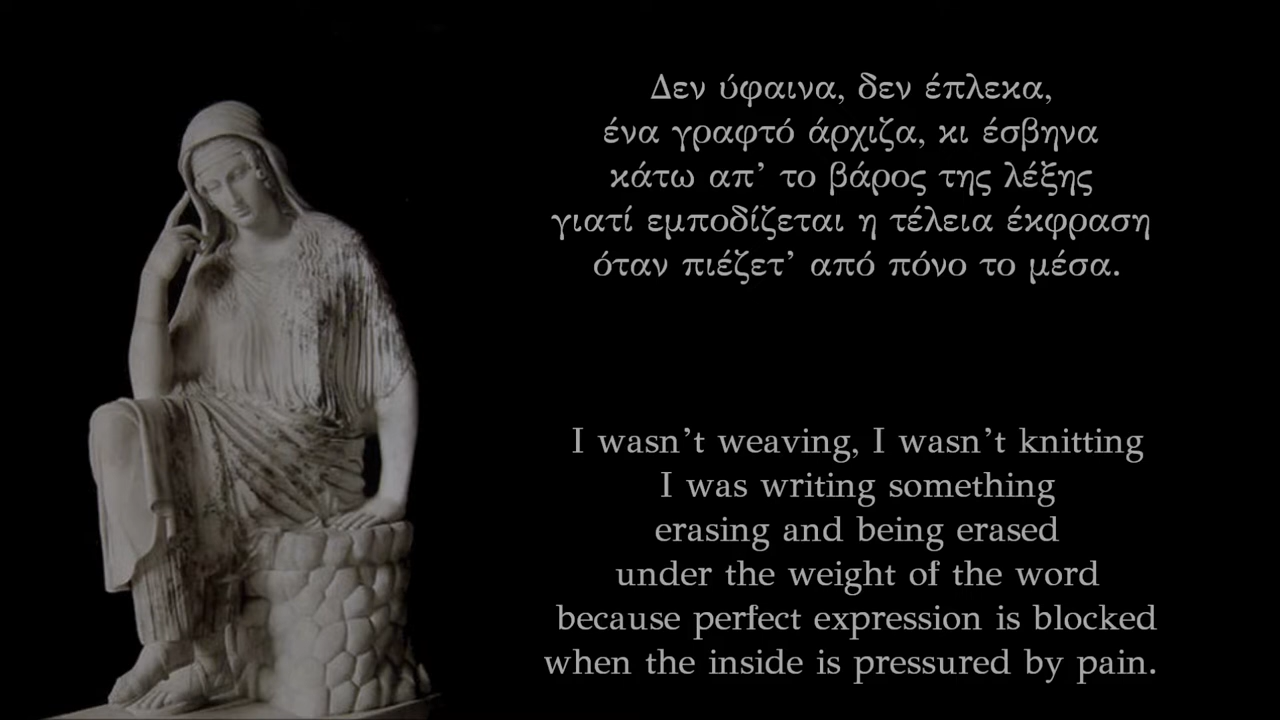 Δεν ύφαινα, δεν έπλεκα,
ένα γραφτό άρχιζα, κι έσβηνα
κάτω απ’ το βάρος της λέξης
γιατί εμποδίζεται η τέλεια έκφραση
όταν πιέζετ’ από πόνο το μέσα.
I wasn’t weaving, I wasn’t knitting
I was writing something
erasing and being erased
under the weight of the word
because perfect expression is blocked
when the inside is pressured by pain.